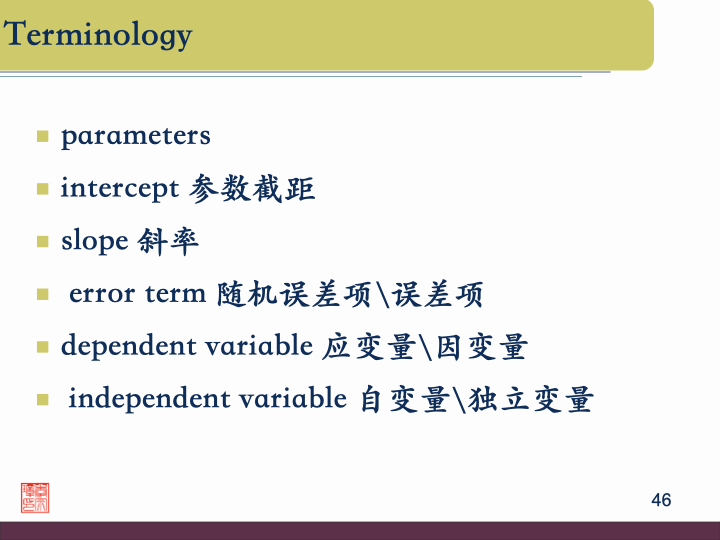 Terminology
parameters
intercept 参数截距
slope 斜率
error term 随机误差项\误差项
dependent variable 应变量\因变量
independent variable 自变量\独立变量
46